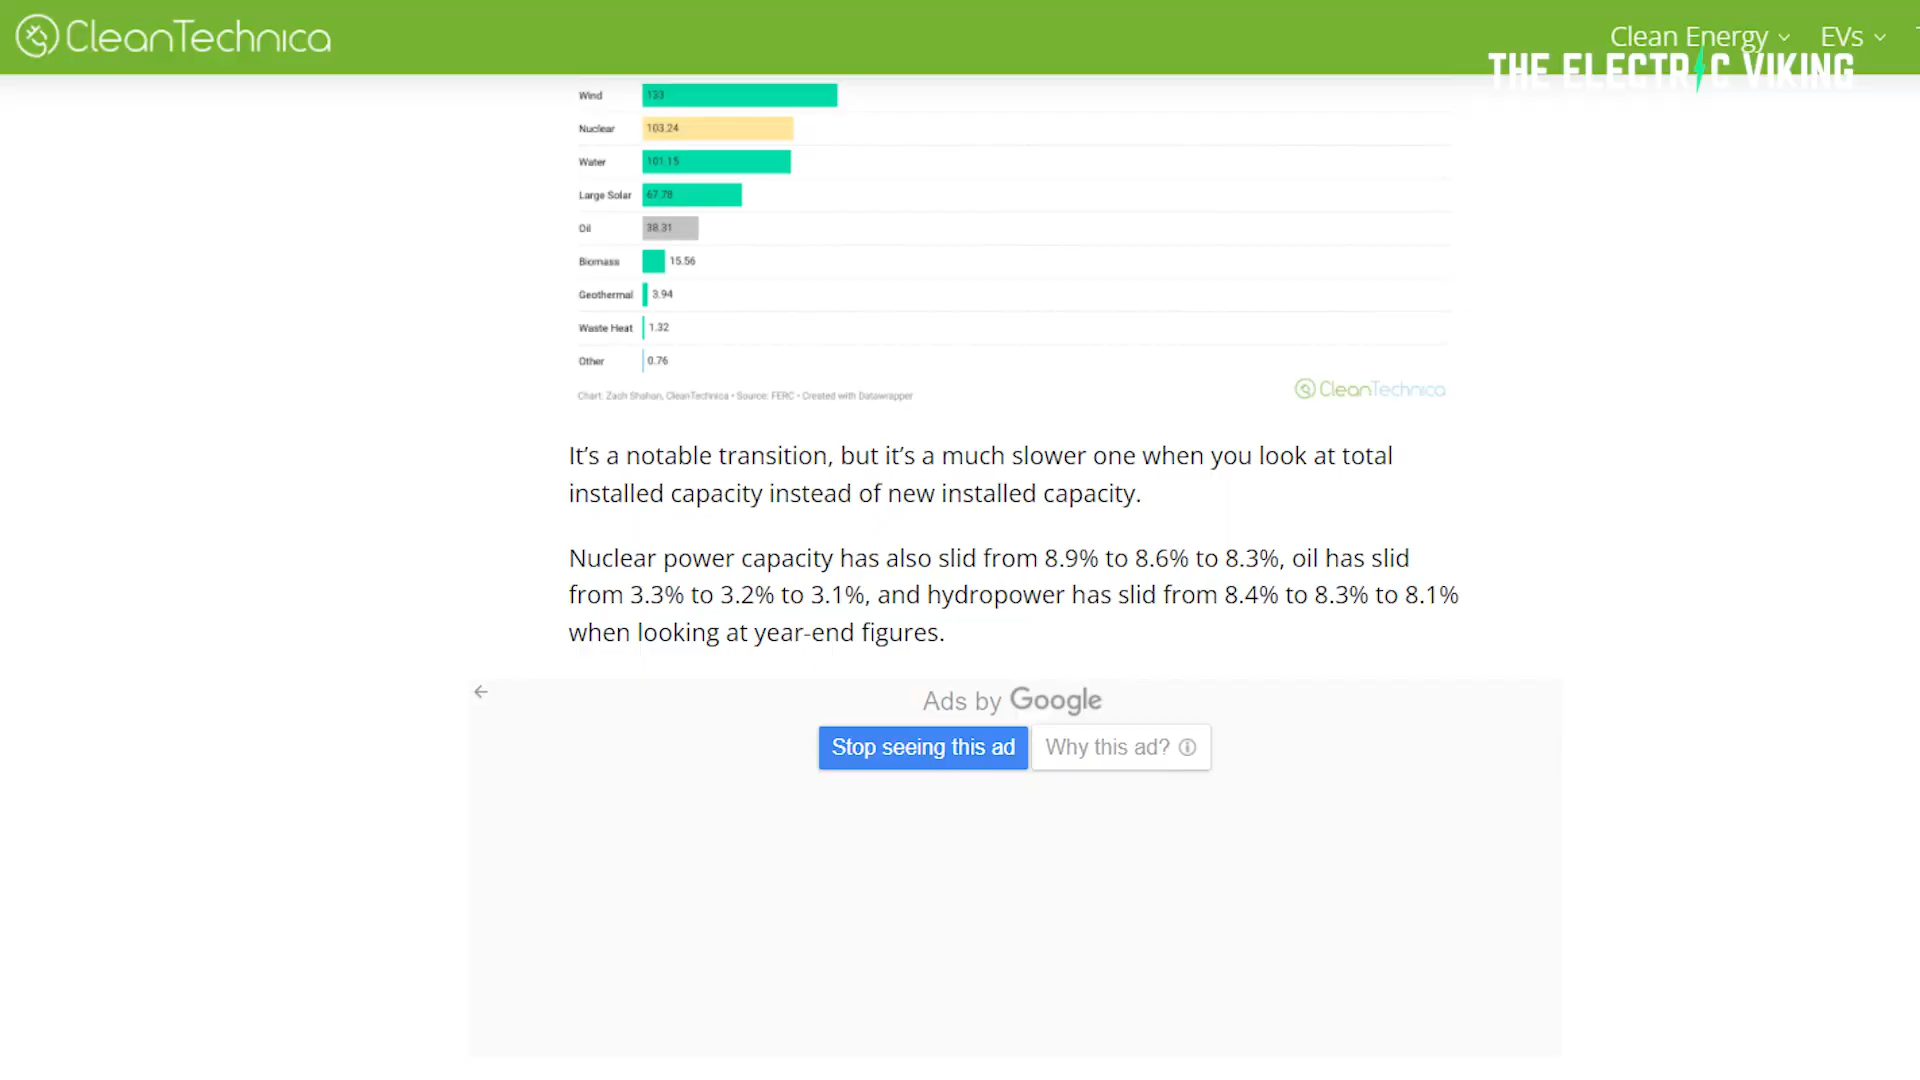 CleanTechnica
Clean Energy
EVs
THE ELECTRIC VIKING
Wind 133
Nuclear 103.24
Water 101.15
Large Solar 67.78
Oil 38.31
Biomass 15.56
Geothermal 3.94
Waste Heat 1.32
Other 0.76
Chart: Zach Shahan, CleanTechnica • Source: FERC • Created with Datawrapper
CleanTechnica
It’s a notable transition, but it’s a much slower one when you look at total
installed capacity instead of new installed capacity.
Nuclear power capacity has also slid from 8.9% to 8.6% to 8.3%, oil has slid
from 3.3% to 3.2% to 3.1%, and hydropower has slid from 8.4% to 8.3% to 8.1%
when looking at year-end figures.
Ads by Google
Stop seeing this ad
Why this ad?